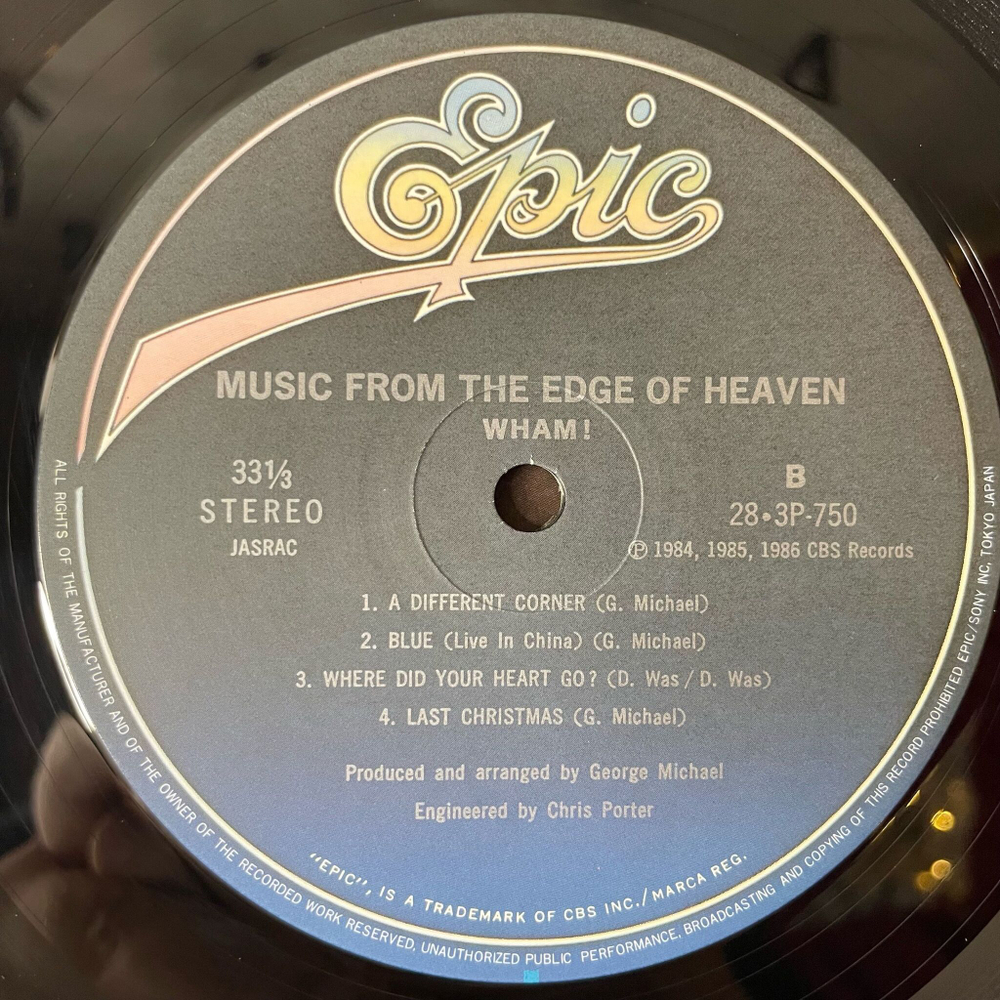 Epic
MUSIC FROM THE EDGE OF HEAVEN
WHAM!
33⅓
STEREO
JASRAC
B
28・3P-750
Ⓟ 1984, 1985, 1986 CBS Records
1. A DIFFERENT CORNER (G. Michael)
2. BLUE (Live In China) (G. Michael)
3. WHERE DID YOUR HEART GO? (D. Was / D. Was)
4. LAST CHRISTMAS (G. Michael)
Produced and arranged by George Michael
Engineered by Chris Porter
"EPIC", IS A TRADEMARK OF CBS INC./MARCA REG.
ALL RIGHTS OF THE MANUFACTURER AND OF THE OWNER OF THE RECORDED WORK RESERVED, UNAUTHORIZED PUBLIC PERFORMANCE, BROADCASTING AND COPYING OF THIS RECORD PROHIBITED EPIC/SONY INC, TOKYO JAPAN